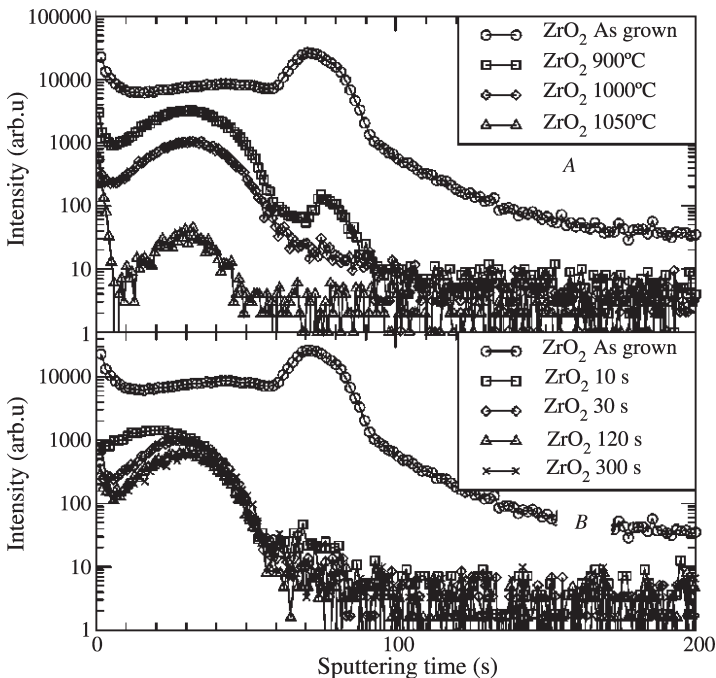 100000
10000
1000
100
10
1
Intensity (arb.u)
ZrO2 As grown
ZrO2 900ºC
ZrO2 1000ºC
ZrO2 1050ºC
A
10000
1000
100
10
1
Intensity (arb.u)
ZrO2 As grown
ZrO2 10 s
ZrO2 30 s
ZrO2 120 s
ZrO2 300 s
B
0 100 200
Sputtering time (s)